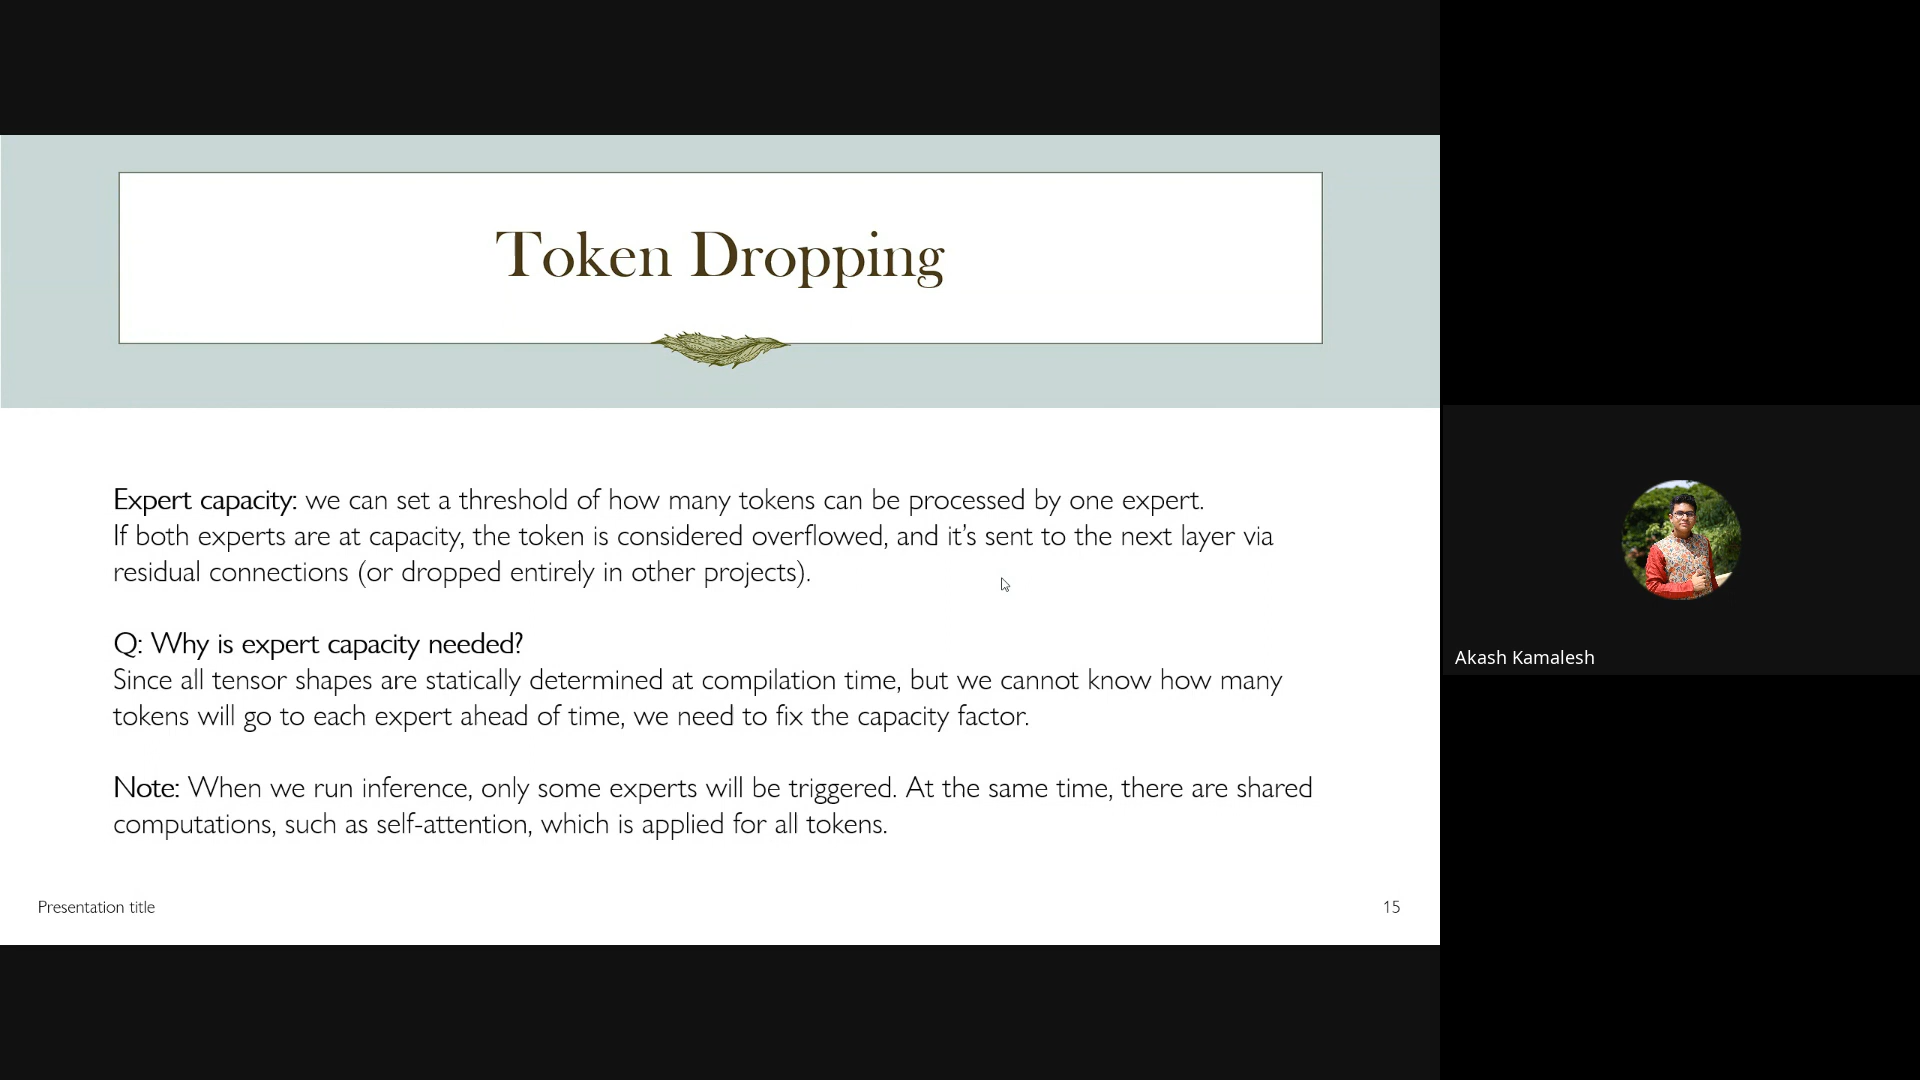 Token Dropping
Expert capacity: we can set a threshold of how many tokens can be processed by one expert.
If both experts are at capacity, the token is considered overflowed, and it’s sent to the next layer via
residual connections (or dropped entirely in other projects).
Q: Why is expert capacity needed?
Since all tensor shapes are statically determined at compilation time, but we cannot know how many
tokens will go to each expert ahead of time, we need to fix the capacity factor.
Note: When we run inference, only some experts will be triggered. At the same time, there are shared
computations, such as self-attention, which is applied for all tokens.
Presentation title
15
Akash Kamalesh